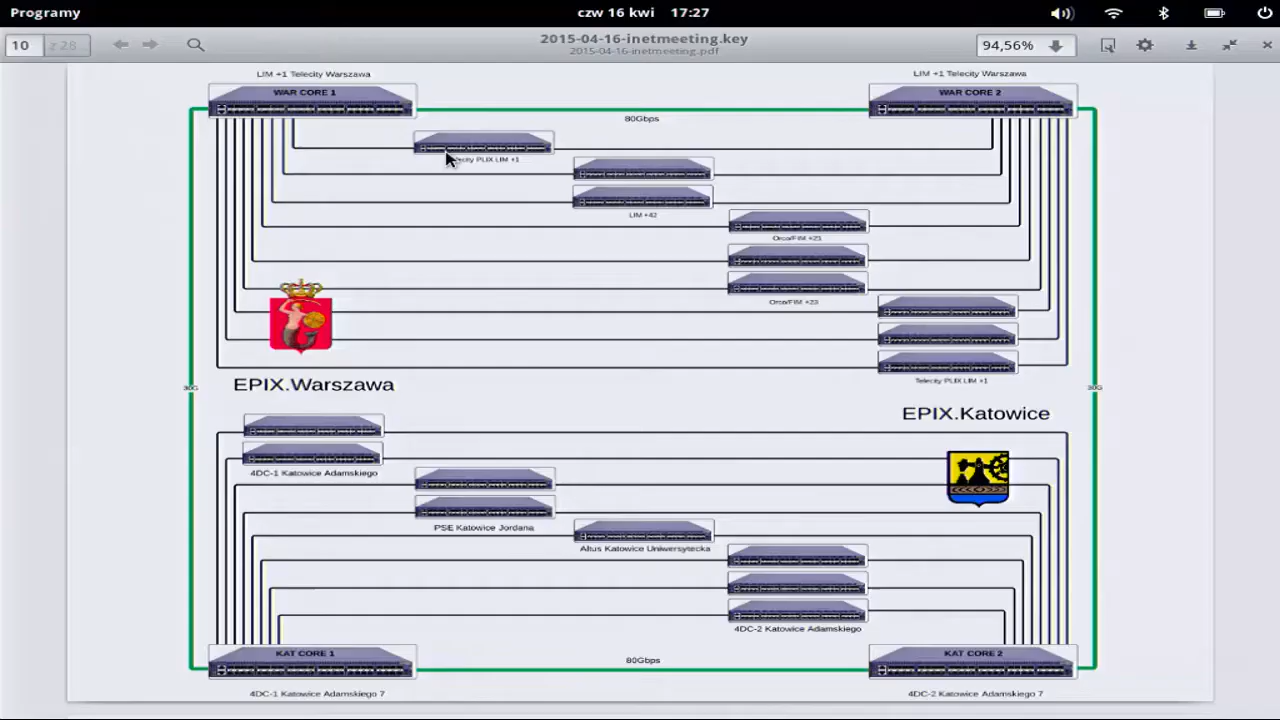 Programy
czw 16 kwi 17:27
10 z 28
2015-04-16-inetmeeting.key
2015-04-16-inetmeeting.pdf
94,56%
LIM +1 Telecity Warszawa
LIM +1 Telecity Warszawa
WAR CORE 1
WAR CORE 2
80Gbps
PLIX LIM +1
LIM +42
Orco/FIM +23
Telecity PLIX LIM +1
EPIX.Warszawa
EPIX.Katowice
4DC-1 Katowice Adamskiego
PSE Katowice Jordana
Altus Katowice Uniwersytecka
4DC-2 Katowice Adamskiego
KAT CORE 1
KAT CORE 2
80Gbps
4DC-1 Katowice Adamskiego 7
4DC-2 Katowice Adamskiego 7